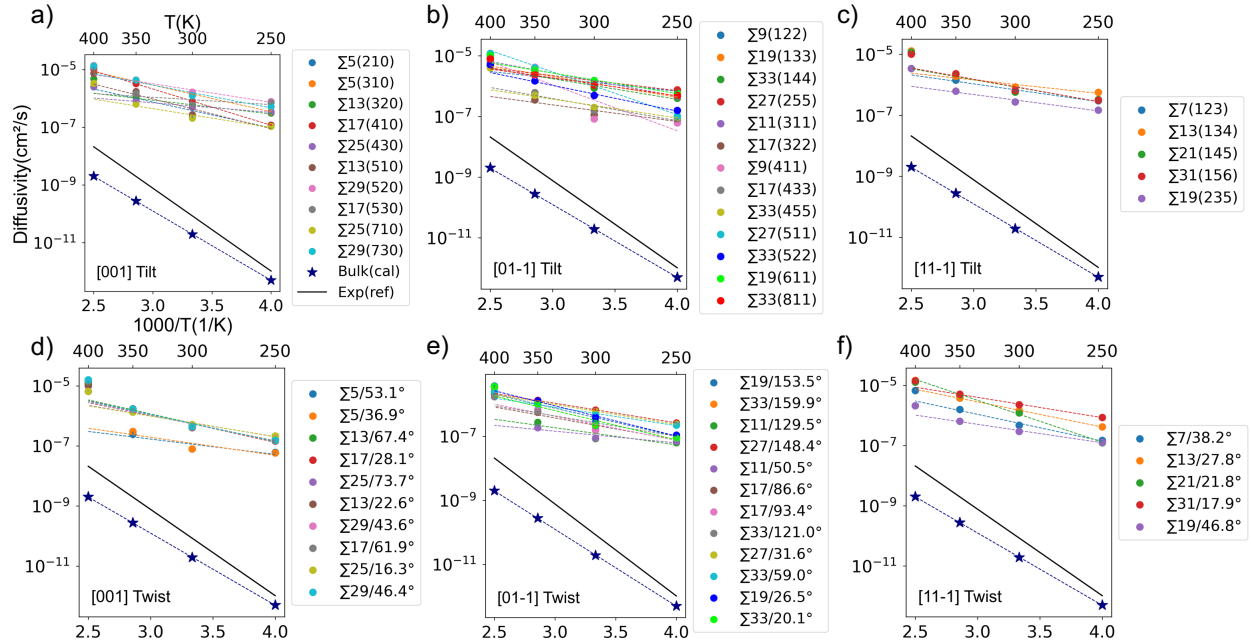 a)
T(K)
400 350 300 250
10⁻⁵
10⁻⁷
10⁻⁹
10⁻¹¹
Diffusivity(cm²/s)
[001] Tilt
2.5 3.0 3.5 4.0
1000/T(1/K)
∑5(210)
∑5(310)
∑13(320)
∑17(410)
∑25(430)
∑13(510)
∑29(520)
∑17(530)
∑25(710)
∑29(730)
Bulk(cal)
Exp(ref)
b)
400 350 300 250
10⁻⁵
10⁻⁷
10⁻⁹
10⁻¹¹
[01-1] Tilt
2.5 3.0 3.5 4.0
∑9(122)
∑19(133)
∑33(144)
∑27(255)
∑11(311)
∑17(322)
∑9(411)
∑17(433)
∑33(455)
∑27(511)
∑33(522)
∑19(611)
∑33(811)
c)
400 350 300 250
10⁻⁵
10⁻⁷
10⁻⁹
10⁻¹¹
[11-1] Tilt
2.5 3.0 3.5 4.0
∑7(123)
∑13(134)
∑21(145)
∑31(156)
∑19(235)
d)
400 350 300 250
10⁻⁵
10⁻⁷
10⁻⁹
10⁻¹¹
[001] Twist
2.5 3.0 3.5 4.0
∑5/53.1°
∑5/36.9°
∑13/67.4°
∑17/28.1°
∑25/73.7°
∑13/22.6°
∑29/43.6°
∑17/61.9°
∑25/16.3°
∑29/46.4°
e)
400 350 300 250
10⁻⁵
10⁻⁷
10⁻⁹
10⁻¹¹
[01-1] Twist
2.5 3.0 3.5 4.0
∑19/153.5°
∑33/159.9°
∑11/129.5°
∑27/148.4°
∑11/50.5°
∑17/86.6°
∑17/93.4°
∑33/121.0°
∑27/31.6°
∑33/59.0°
∑19/26.5°
∑33/20.1°
f)
400 350 300 250
10⁻⁵
10⁻⁷
10⁻⁹
10⁻¹¹
[11-1] Twist
2.5 3.0 3.5 4.0
∑7/38.2°
∑13/27.8°
∑21/21.8°
∑31/17.9°
∑19/46.8°